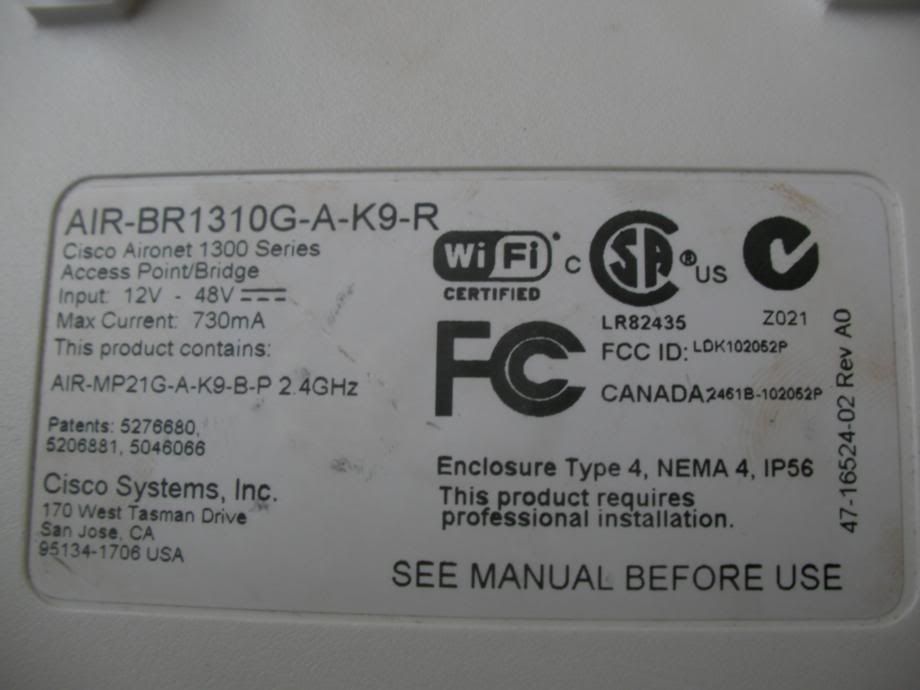 AIR-BR1310G-A-K9-R
Cisco Aironet 1300 Series
Access Point/Bridge
Input: 12V - 48V
Max Current: 730mA
This product contains:
AIR-MP21G-A-K9-B-P 2.4GHz
Patents: 5276680,
5206881, 5046066
Cisco Systems, Inc.
170 West Tasman Drive
San Jose, CA
95134-1706 USA
Wi Fi
CERTIFIED
C SA ® US
LR82435
Z021
FC
FCC ID: LDK102052P
CANADA:2461B-102052P
Enclosure Type 4, NEMA 4, IP56
This product requires
professional installation.
SEE MANUAL BEFORE USE
47-16524-02 Rev A0